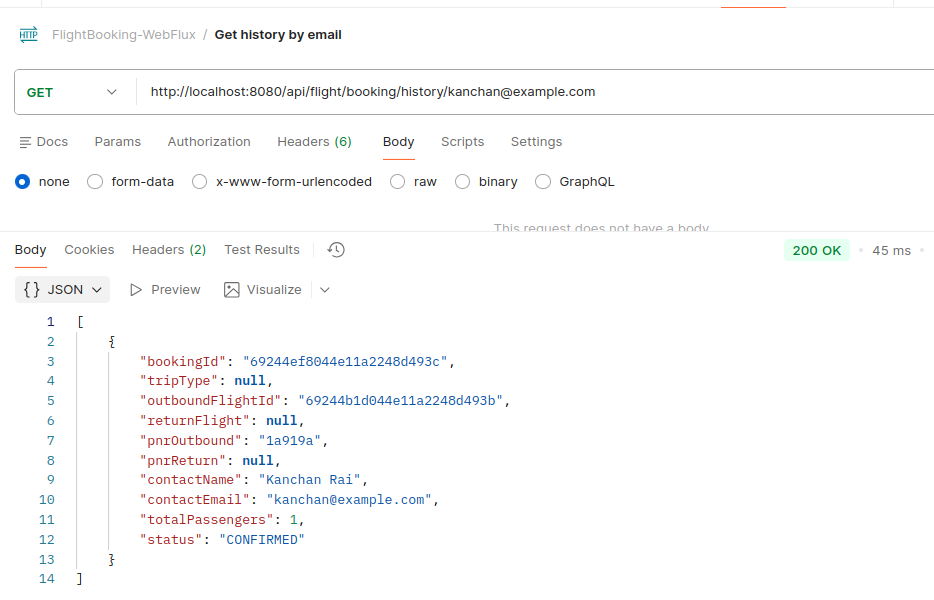 HTTP FlightBooking-WebFlux / Get history by email
GET http://localhost:8080/api/flight/booking/history/kanchan@example.com
Docs Params Authorization Headers (6) Body Scripts Settings
none form-data x-www-form-urlencoded raw binary GraphQL
This request does not have a body
Body Cookies Headers (2) Test Results 200 OK • 45 ms •
{} JSON Preview Visualize
1 [
2 {
3 "bookingId": "69244ef8044e11a2248d493c",
4 "tripType": null,
5 "outboundFlightId": "69244b1d044e11a2248d493b",
6 "returnFlight": null,
7 "pnrOutbound": "1a919a",
8 "pnrReturn": null,
9 "contactName": "Kanchan Rai",
10 "contactEmail": "kanchan@example.com",
11 "totalPassengers": 1,
12 "status": "CONFIRMED"
13 }
14 ]